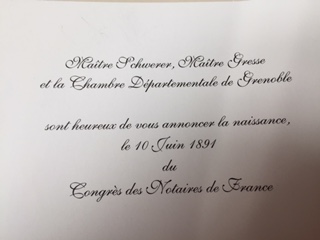 Maître Schwerer, Maître Gresse
et la Chambre Départementale de Grenoble
sont heureux de vous annoncer la naissance,
le 10 Juin 1891
du
Congrès des Notaires de France